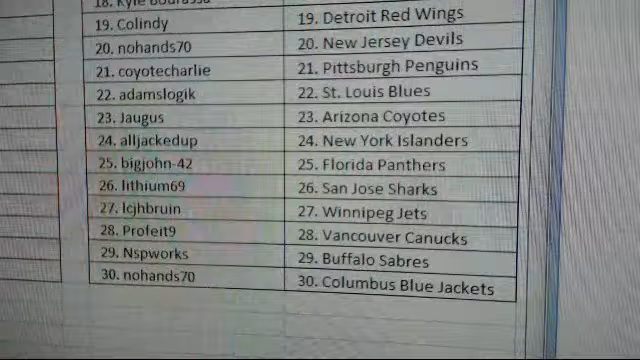 18. Kyle
19. Colindy 19. Detroit Red Wings
20. nohands70 20. New Jersey Devils
21. coyotecharlie 21. Pittsburgh Penguins
22. adamslogik 22. St. Louis Blues
23. Jaugus 23. Arizona Coyotes
24. alljackedup 24. New York Islanders
25. bigjohn-42 25. Florida Panthers
26. lithium69 26. San Jose Sharks
27. lcjhbruin 27. Winnipeg Jets
28. Profeit9 28. Vancouver Canucks
29. Nspworks 29. Buffalo Sabres
30. nohands70 30. Columbus Blue Jackets